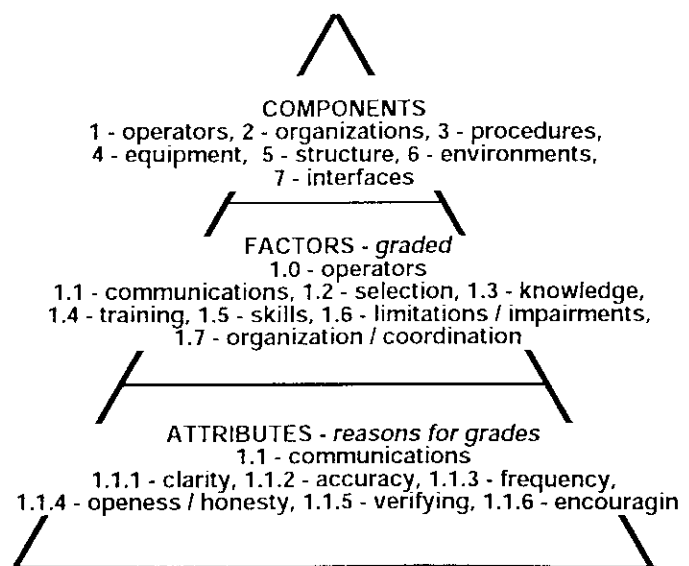 COMPONENTS
1 - operators, 2 - organizations, 3 - procedures,
4 - equipment, 5 - structure, 6 - environments,
7 - interfaces
FACTORS - graded
1.0 - operators
1.1 - communications, 1.2 - selection, 1.3 - knowledge,
1.4 - training, 1.5 - skills, 1.6 - limitations / impairments,
1.7 - organization / coordination
ATTRIBUTES - reasons for grades
1.1 - communications
1.1.1 - clarity, 1.1.2 - accuracy, 1.1.3 - frequency,
1.1.4 - openess / honesty, 1.1.5 - verifying, 1.1.6 - encouragin